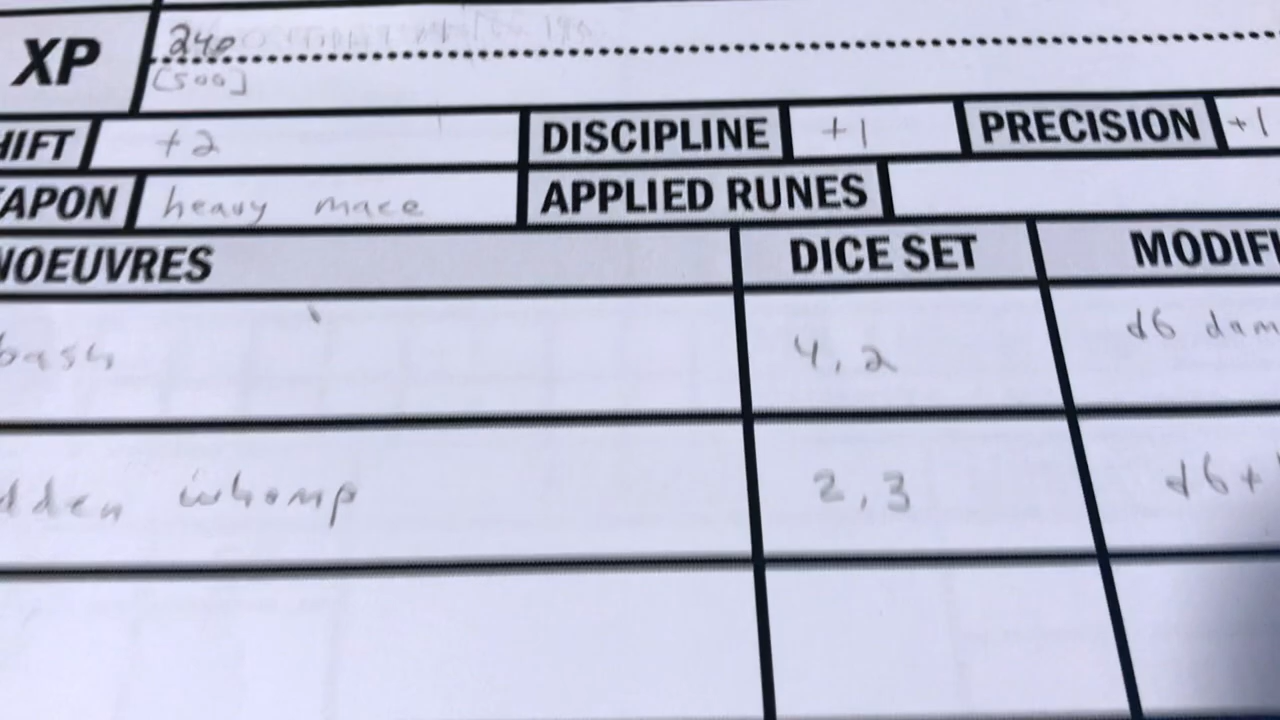 XP 240
[500]
HIFT +2 DISCIPLINE +1 PRECISION +1
EAPON heavy mace APPLIED RUNES
NOEUVRES DICE SET MODIFI
bash 4,2 d6 dam
dden whomp 2,3 d6+